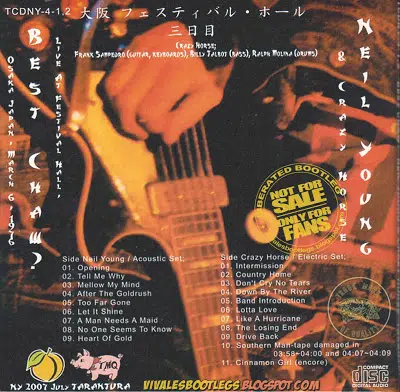 TCDNY-4-1,2
大阪 フェスティバル・ホール
三日目
Crazy Horse;
Frank Sampedro (guitar, keyboards), Billy Talbot (bass), Ralph Molina (drums)
Neil Young
& Crazy Horse
Best Chaw?
Live at Festival Hall,
Osaka Japan, March 6, 1976
NOT FOR
SALE
ONLY FOR
FANS
Side Neil Young / Acoustic Set;
01. Opening
02. Tell Me Why
03. Mellow My Mind
04. After The Goldrush
05. Too Far Gone
06. Let It Shine
07. A Man Needs A Maid
08. No One Seems To Know
09. Heart Of Gold
Side Crazy Horse / Electric Set;
01. Intermission
02. Country Home
03. Don't Cry No Tears
04. Down By The River
05. Band Introduction
06. Lotta Love
07. Like A Hurricane
08. The Losing End
09. Drive Back
10. Southern Man-tape damaged in
03:58~04:00 and 04:07~04:09
11. Cinnamon Girl (encore)
TMQ
NY 2007 July TARANTURA
VIVALESBOOTLEGS.BLOGSPOT.COM
COMPACT
disc
DIGITAL AUDIO